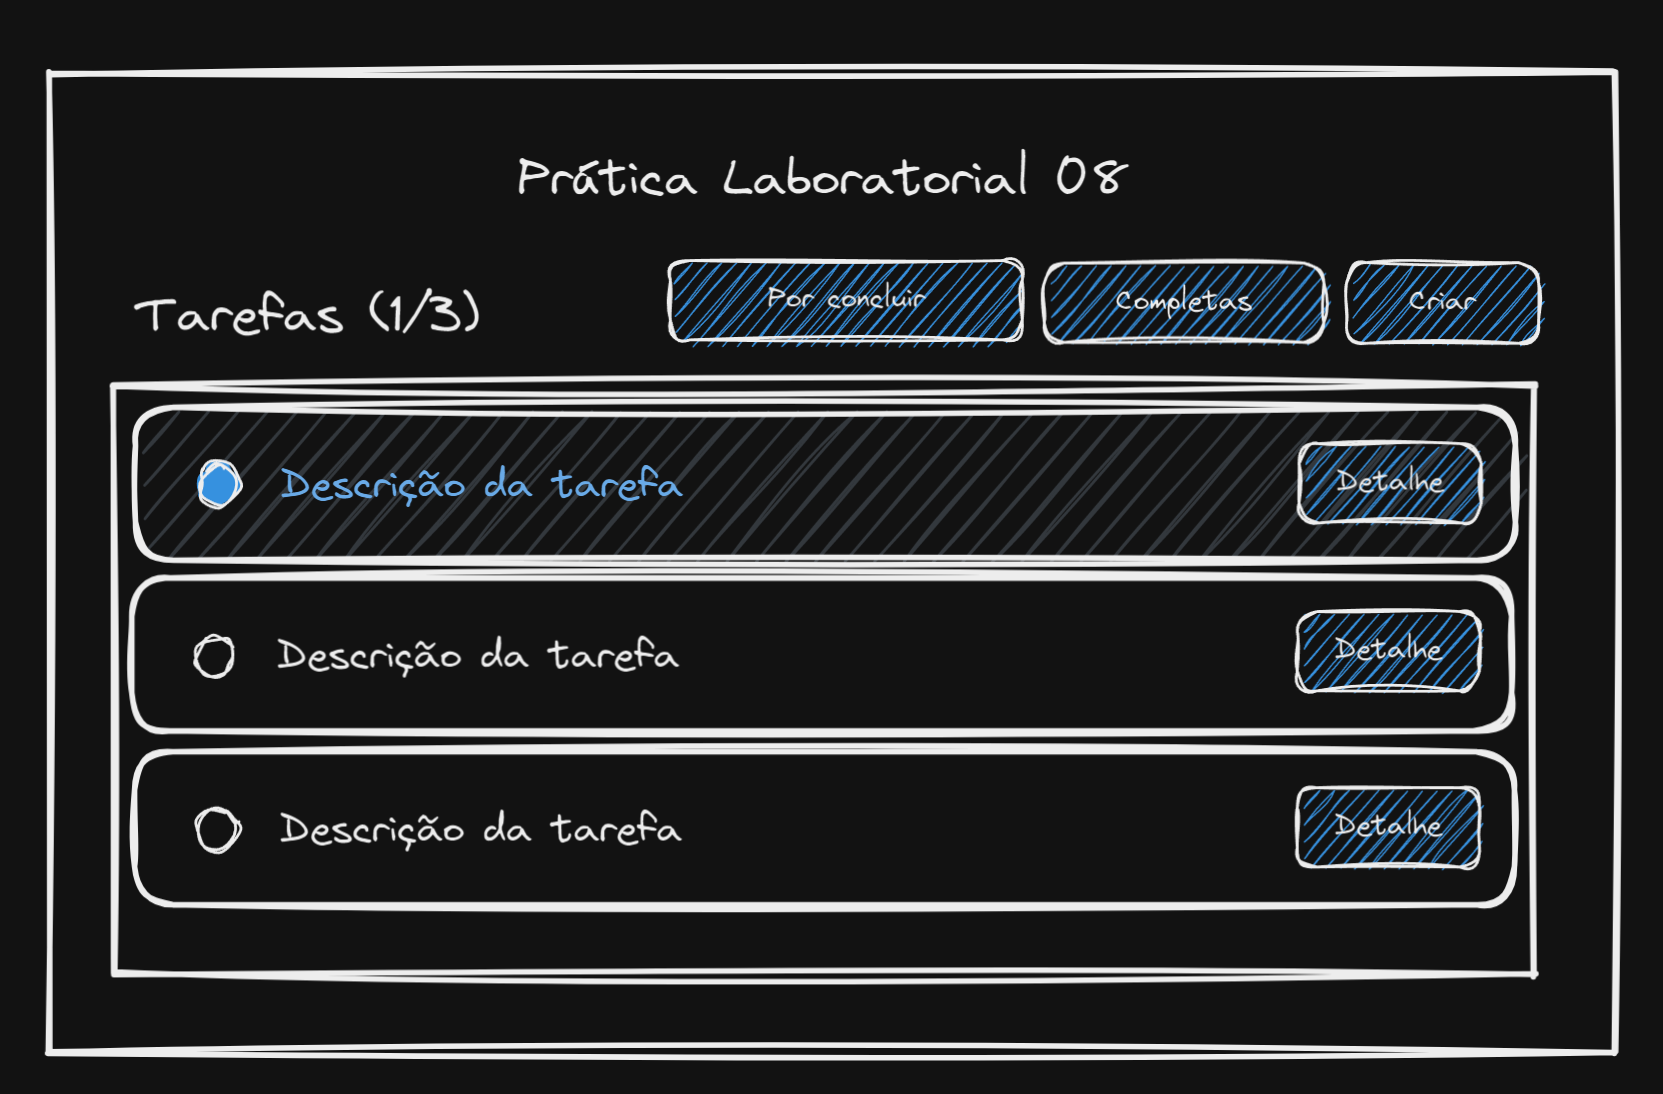 Prática Laboratorial 08
Tarefas (1/3)
Por concluir
Completas
Criar
Descrição da tarefa
Detalhe
Descrição da tarefa
Detalhe
Descrição da tarefa
Detalhe